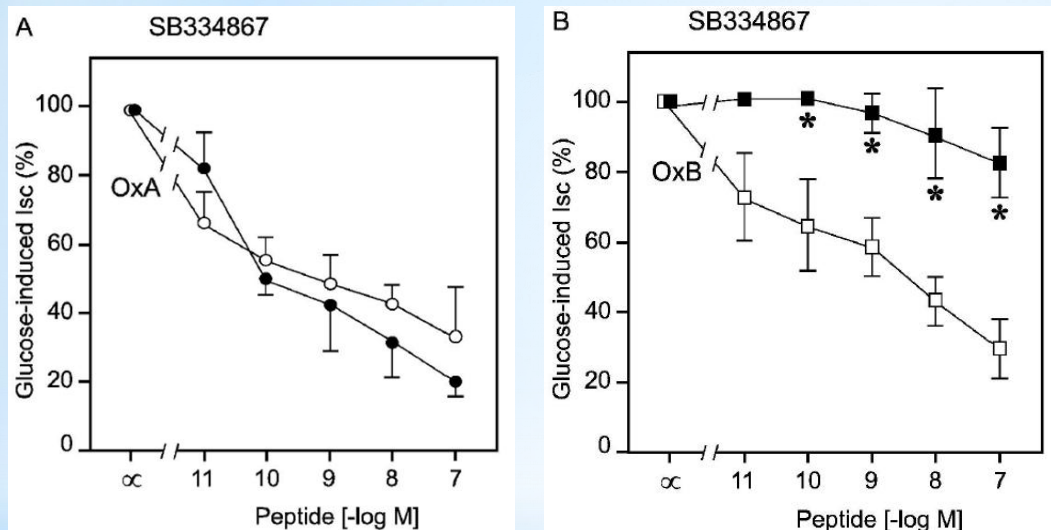 A
SB334867
Glucose-induced Isc (%)
100
80
60
40
20
0
OxA
∝
11
10
9
8
7
Peptide [-log M]
B
SB334867
Glucose-induced Isc (%)
100
80
60
40
20
0
OxB
*
*
*
*
∝
11
10
9
8
7
Peptide [-log M]